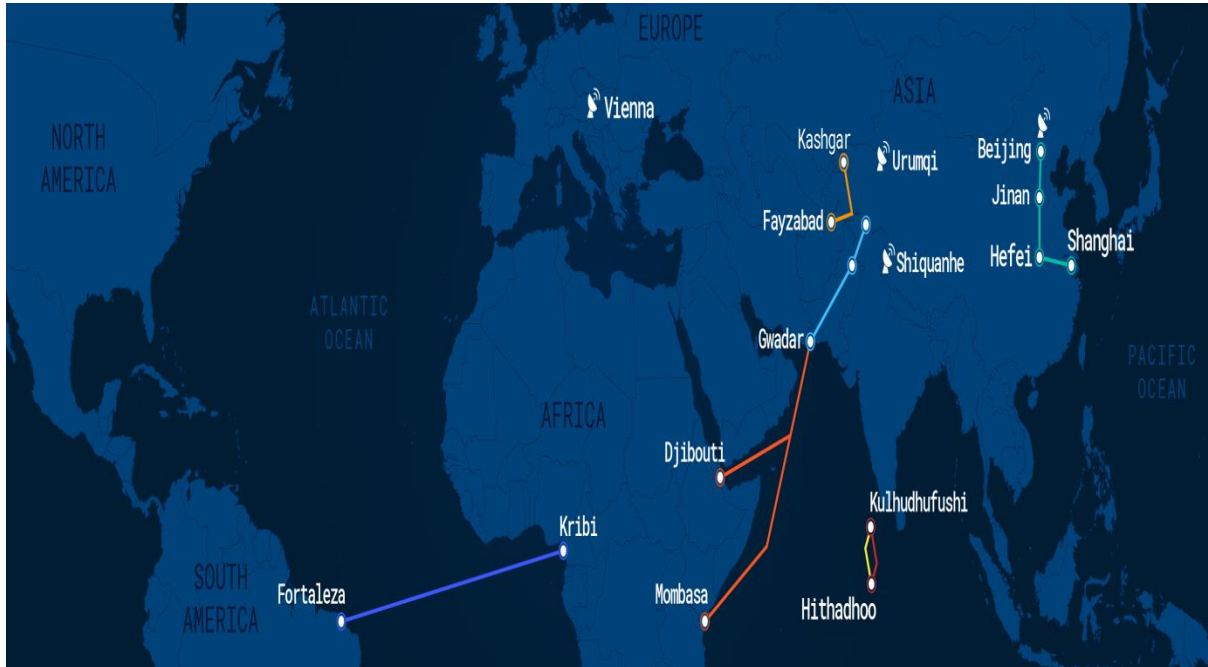 EUROPE
Vienna
ASIA
NORTH
AMERICA
Kashgar
Urumqi
Beijing
Jinan
Fayzabad
Shanghai
Hefei
Shiquanhe
ATLANTIC
OCEAN
Gwadar
PACIFIC
OCEAN
AFRICA
Djibouti
Kulhudhufushi
Kribi
SOUTH
AMERICA
Fortaleza
Mombasa
Hithadhoo